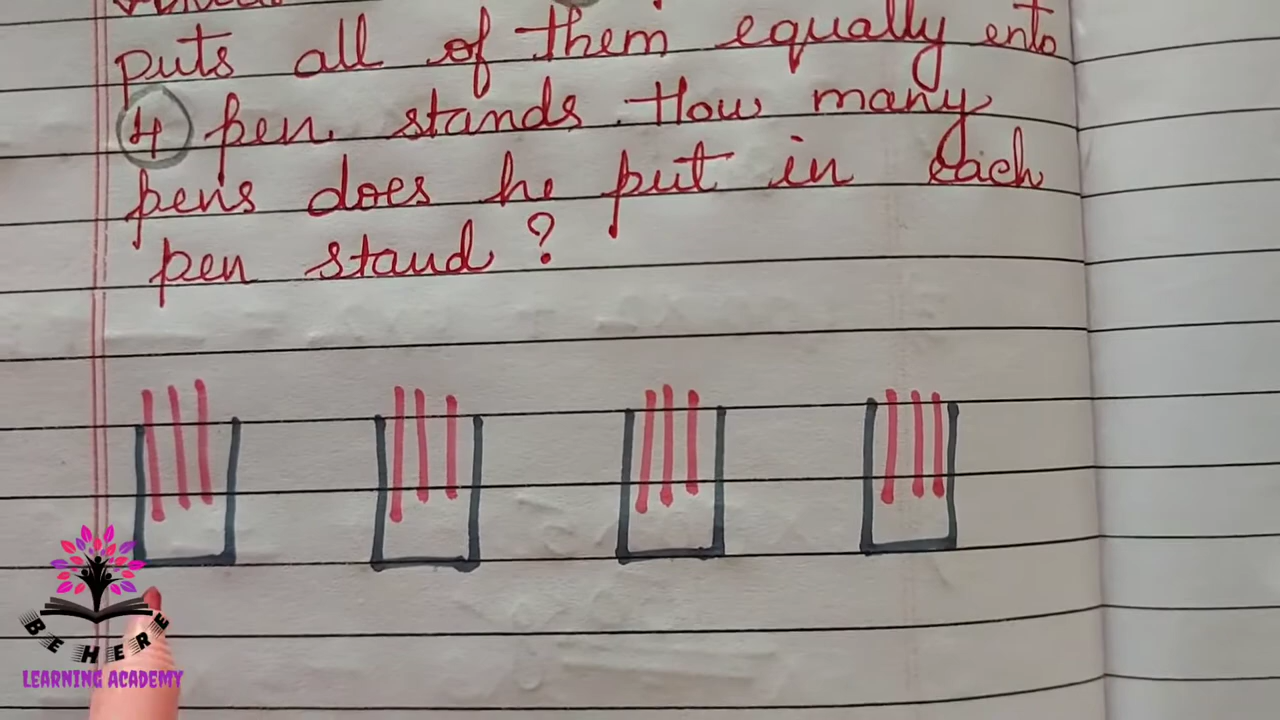 puts all of them equally ento
4 pen stands. How many
pens does he put in each
pen stand ?
BE HERE
LEARNING ACADEMY